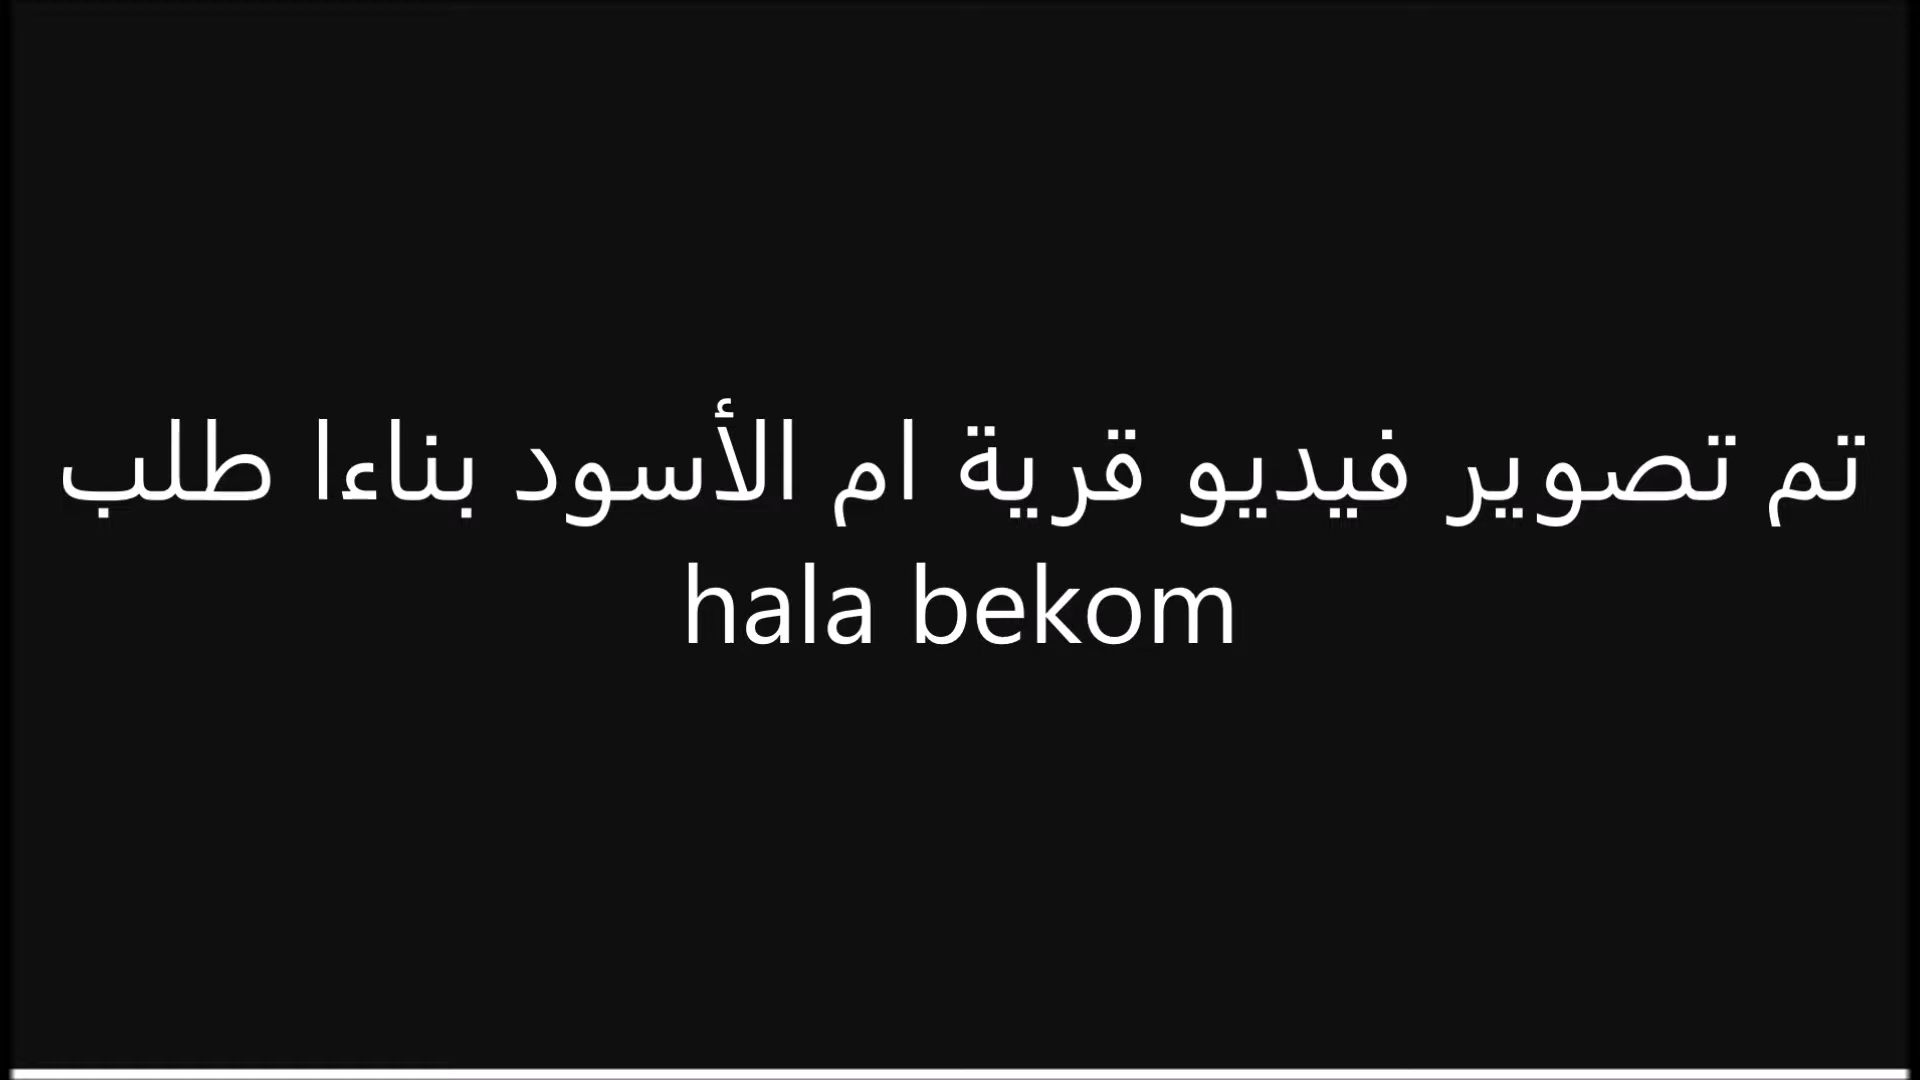 تم تصوير فيديو قرية ام الأسود بناءا طلب
hala bekom